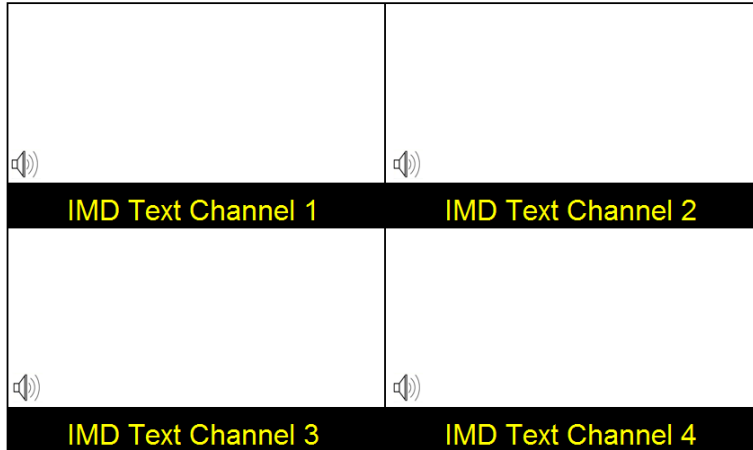 IMD Text Channel 1
IMD Text Channel 2
IMD Text Channel 3
IMD Text Channel 4